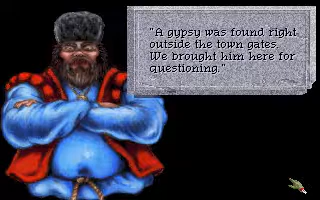 "A gypsy was found right
outside the town gates.
We brought him here for
questioning."